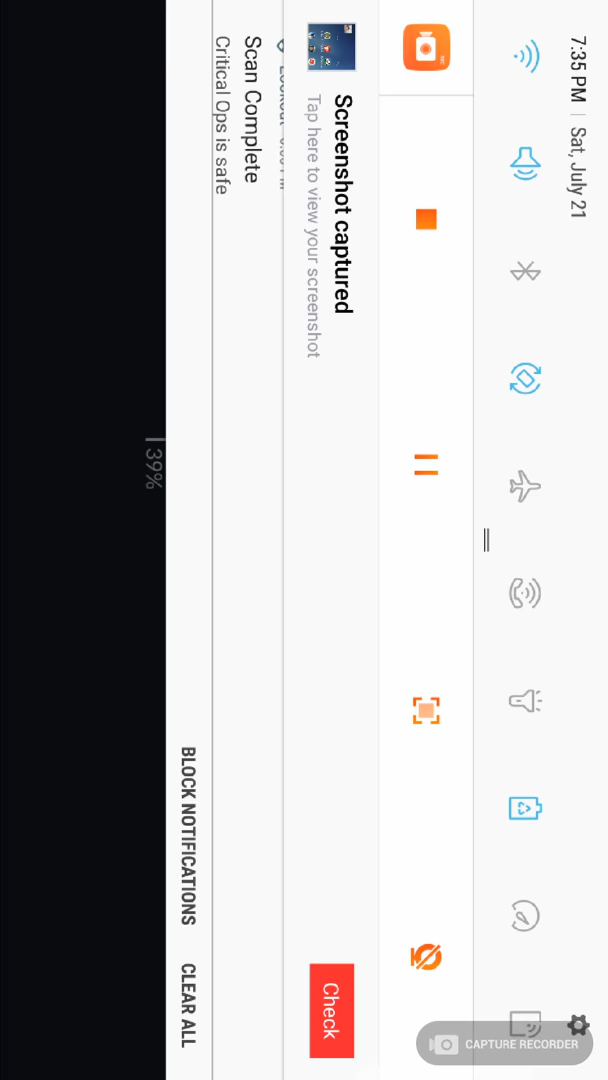 7:35 PM | Sat, July 21
Screenshot captured
Tap here to view your screenshot
Check
Scan Complete
Critical Ops is safe
BLOCK NOTIFICATIONS
CLEAR ALL
39%
CAPTURE RECORDER